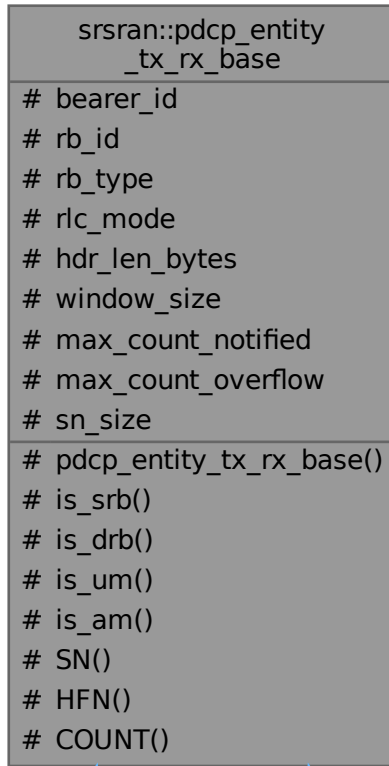 srsran::pdcp_entity
_tx_rx_base
# bearer_id
# rb_id
# rb_type
# rlc_mode
# hdr_len_bytes
# window_size
# max_count_notified
# max_count_overflow
# sn_size
# pdcp_entity_tx_rx_base()
# is_srb()
# is_drb()
# is_um()
# is_am()
# SN()
# HFN()
# COUNT()